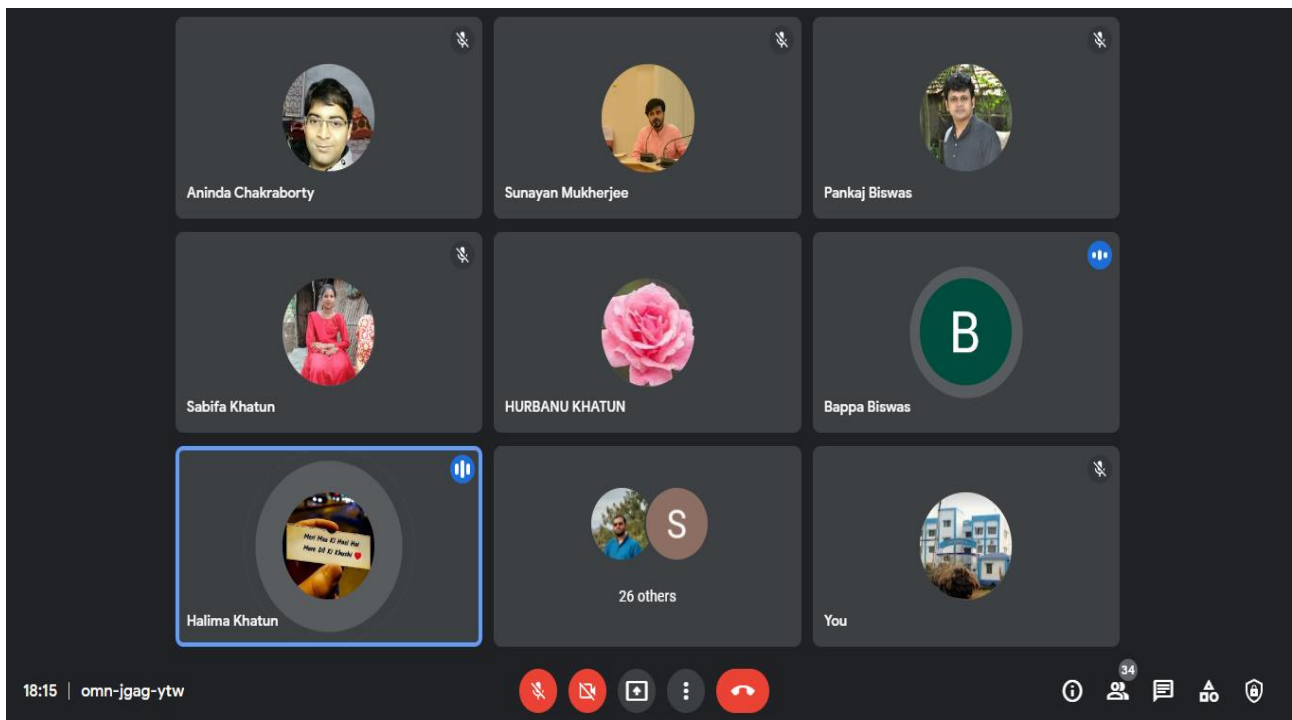 Aninda Chakraborty
Sunayan Mukherjee
Pankaj Biswas
Sabifa Khatun
HURBANU KHATUN
B
Bappa Biswas
Meri Maa Ki Hasi Hai
Mere Dil Ki Khushi
Halima Khatun
S
26 others
You
18:15 | omn-jgag-ytw
34